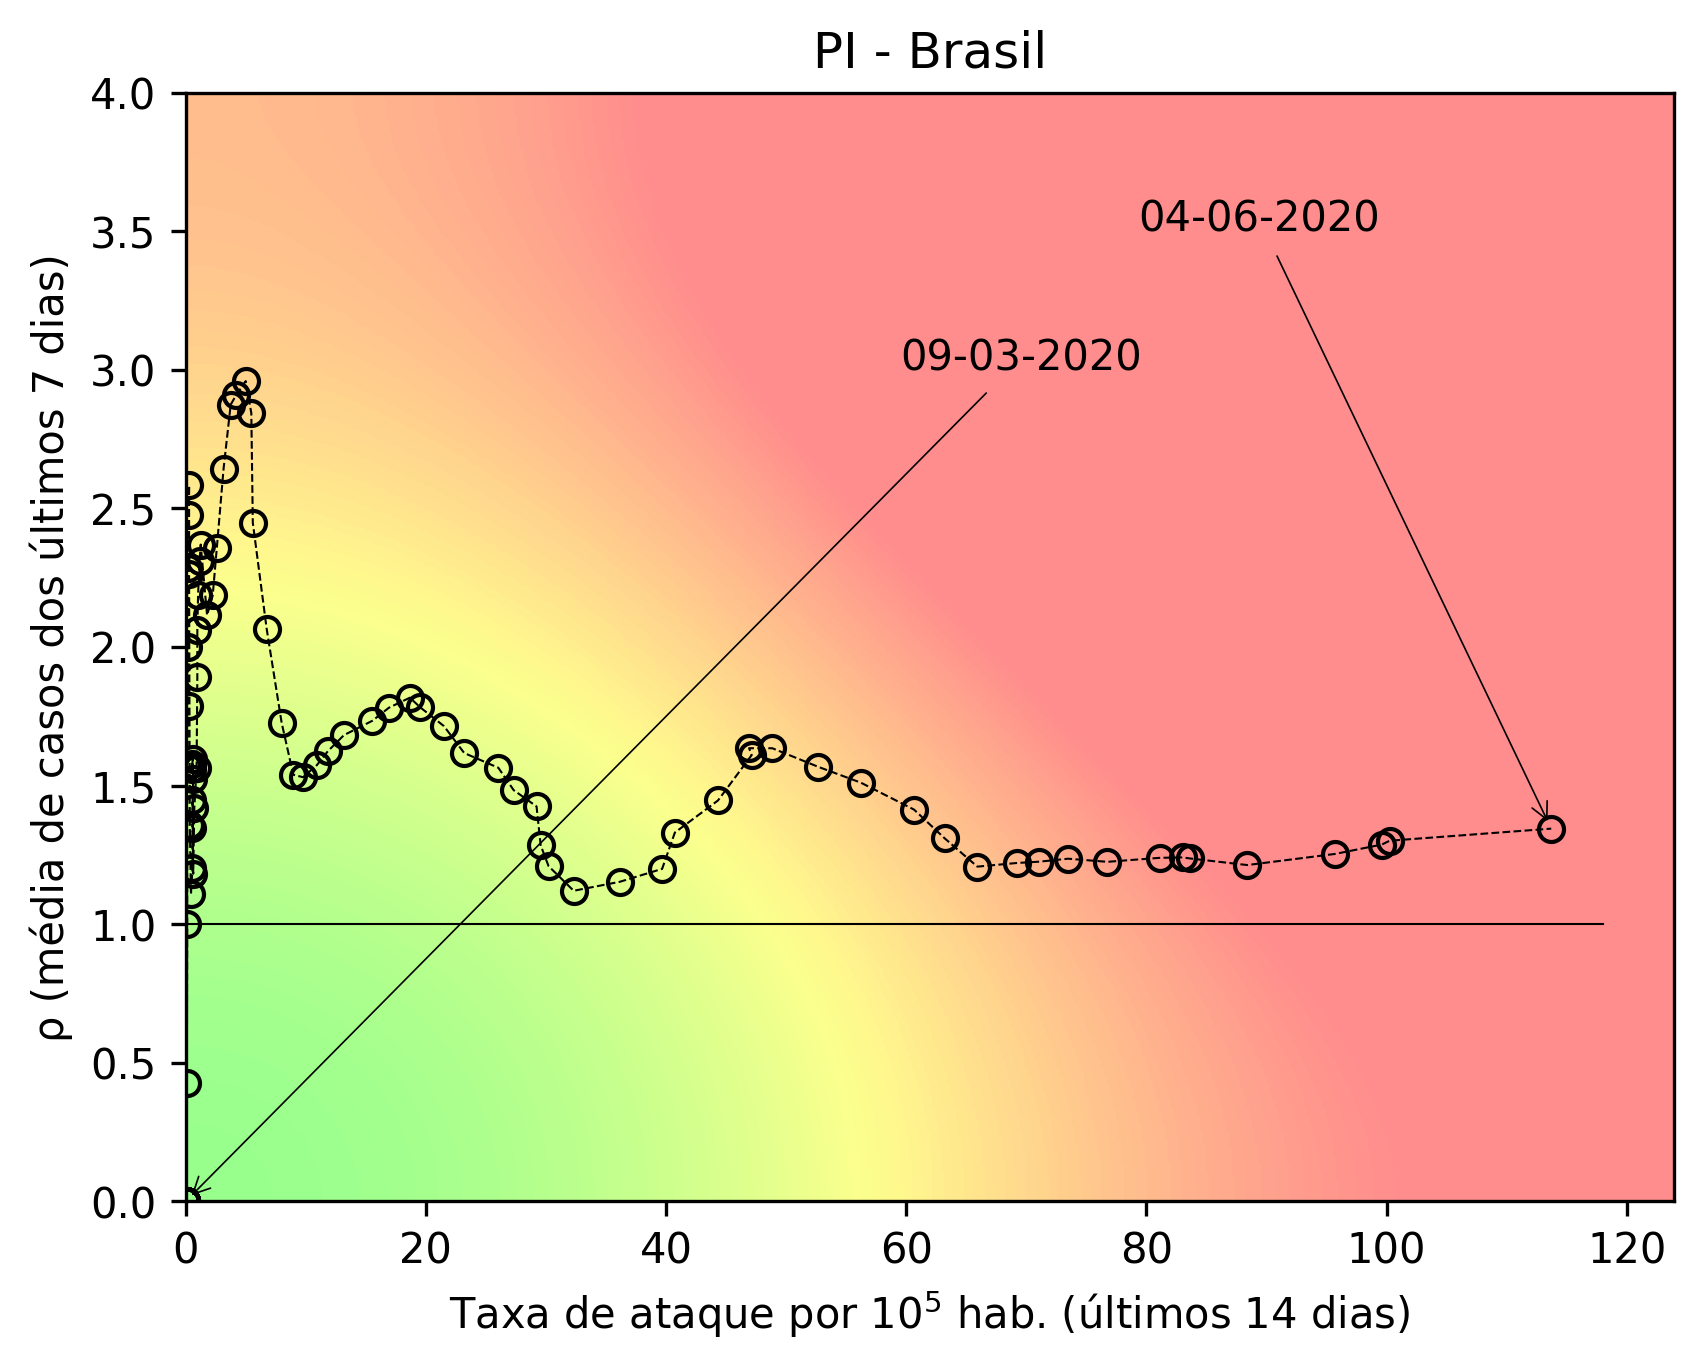 PI - Brasil
4.0
3.5
3.0
2.5
2.0
1.5
1.0
0.5
0.0
ρ (média de casos dos últimos 7 dias)
04-06-2020
09-03-2020
0 20 40 60 80 100 120
Taxa de ataque por 10⁵ hab. (últimos 14 dias)